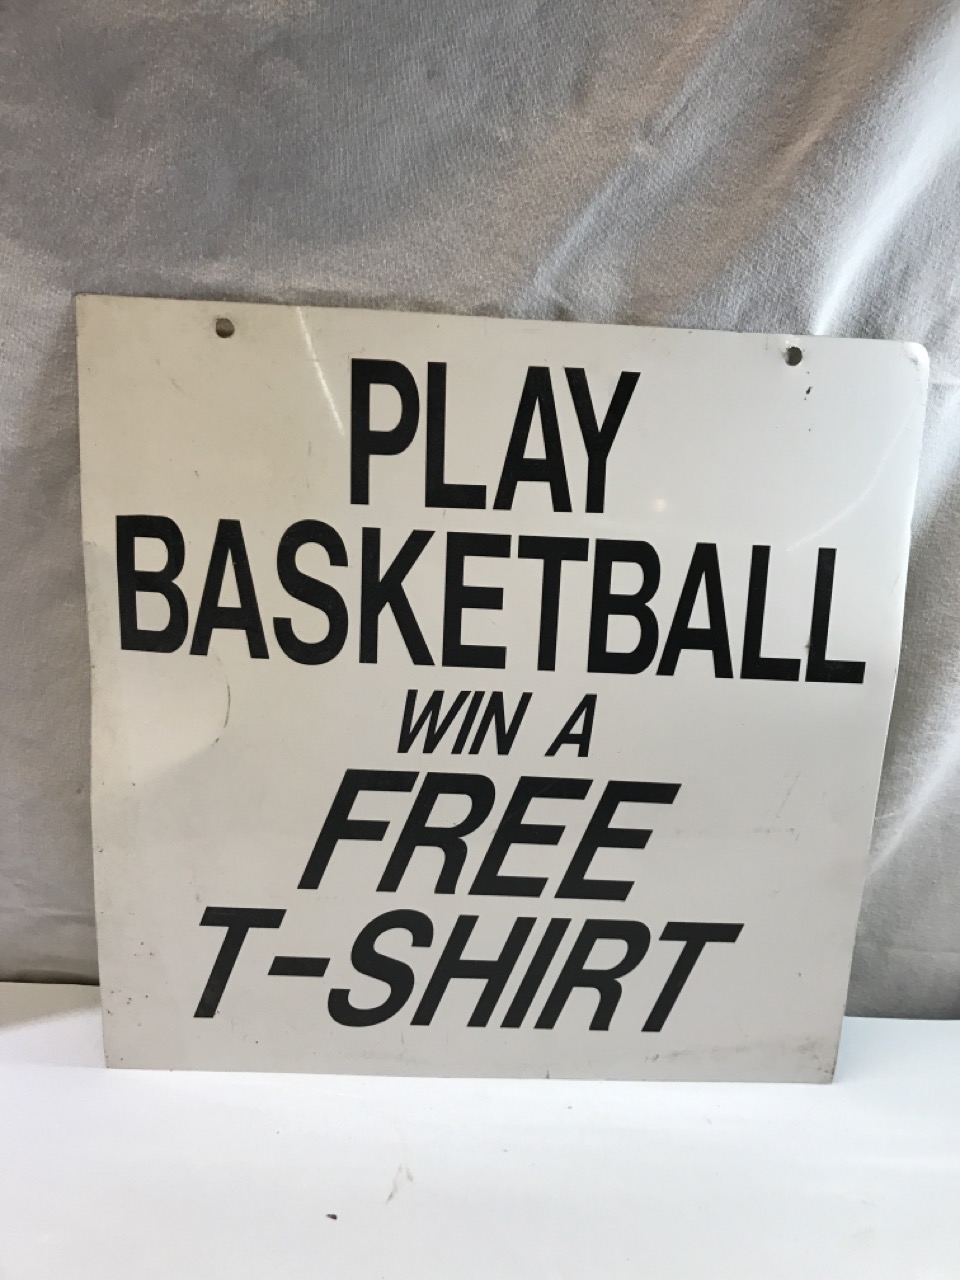 PLAY
BASKETBALL
WIN A
FREE
T-SHIRT